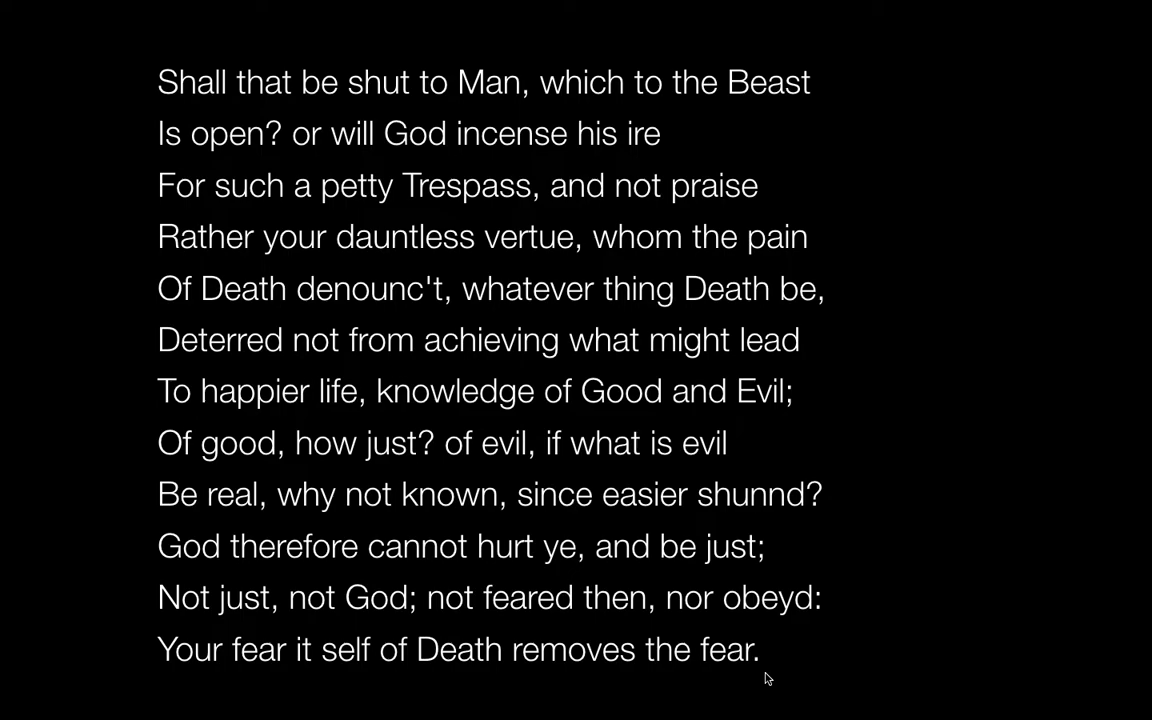 Shall that be shut to Man, which to the Beast
Is open? or will God incense his ire
For such a petty Trespass, and not praise
Rather your dauntless vertue, whom the pain
Of Death denounc't, whatever thing Death be,
Deterred not from achieving what might lead
To happier life, knowledge of Good and Evil;
Of good, how just? of evil, if what is evil
Be real, why not known, since easier shunnd?
God therefore cannot hurt ye, and be just;
Not just, not God; not feared then, nor obeyd:
Your fear it self of Death removes the fear.